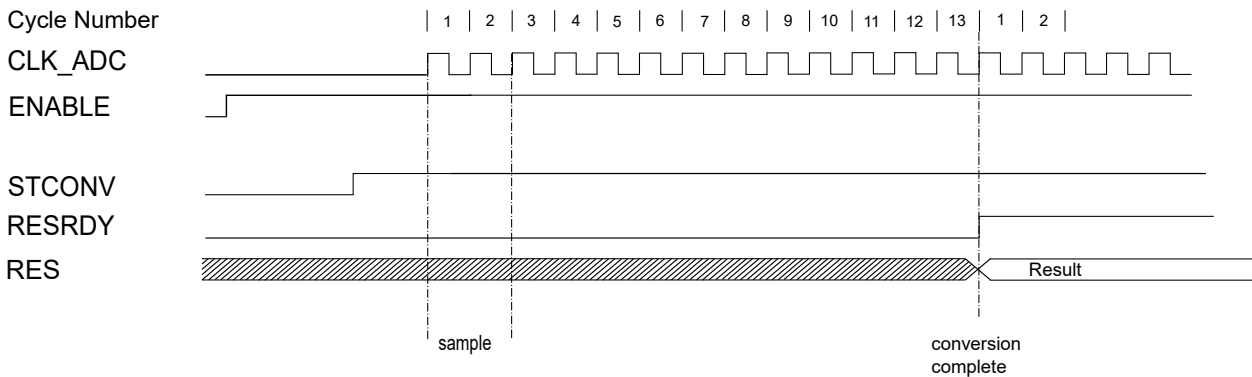 Cycle Number 1 2 3 4 5 6 7 8 9 10 11 12 13 1 2
CLK_ADC
ENABLE
STCONV
RESRDY
RES
Result
sample
conversion
complete